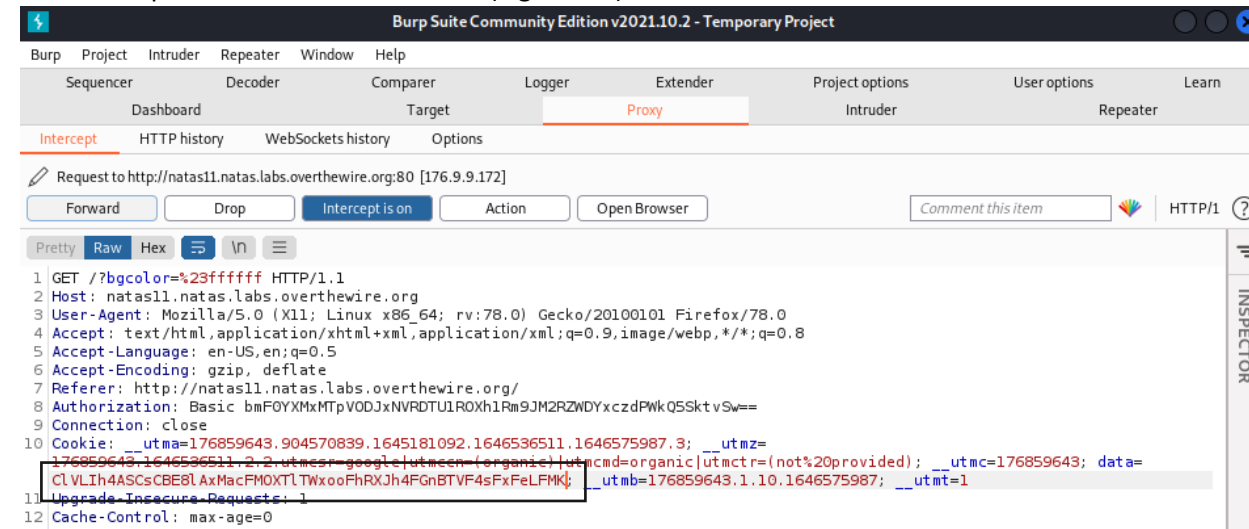 Burp Suite Community Edition v2021.10.2 - Temporary Project
Burp Project Intruder Repeater Window Help
Sequencer Decoder Comparer Logger Extender Project options User options Learn
Dashboard Target Proxy Intruder Repeater
Intercept HTTP history WebSockets history Options
Request to http://natas11.natas.labs.overthewire.org:80 [176.9.9.172]
Forward Drop Intercept is on Action Open Browser Comment this item HTTP/1 ?
Pretty Raw Hex \n
1 GET /?bgcolor=%23ffffff HTTP/1.1
2 Host: natas11.natas.labs.overthewire.org
3 User-Agent: Mozilla/5.0 (X11; Linux x86_64; rv:78.0) Gecko/20100101 Firefox/78.0
4 Accept: text/html,application/xhtml+xml,application/xml;q=0.9,image/webp,*/*;q=0.8
5 Accept-Language: en-US,en;q=0.5
6 Accept-Encoding: gzip, deflate
7 Referer: http://natas11.natas.labs.overthewire.org/
8 Authorization: Basic bmF0YXMxMTpVODJxNVRDTU1ROXh1Rm9JM2RZWDYxczdPWkQ5SktvSw==
9 Connection: close
10 Cookie: __utma=176859643.904570839.1645181092.1646536511.1646575987.3; __utmz=
176859643.1646536511.2.2.utmcsr=google|utmccn=(organic)|utmcmd=organic|utmctr=(not%20provided); __utmc=176859643; data=
ClVLIh4ASCsCBE8lAxMacFMOXTlTWxooFhRXJh4FGnBTVF4sFxFeLFMK; __utmb=176859643.1.10.1646575987; __utmt=1
11 Upgrade-Insecure-Requests: 1
12 Cache-Control: max-age=0
INSPECTOR